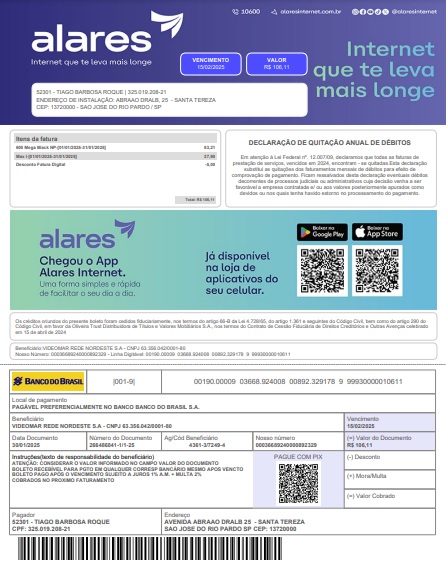 10600 alaresinternet.com.br @alaresinternet
alares
Internet que te leva mais longe
VENCIMENTO
15/02/2025
VALOR
R$ 106,11
Internet
que te leva
mais longe
52301 - TIAGO BARBOSA ROQUE | 325.019.208-21
ENDEREÇO DE INSTALAÇÃO: ABRAAO DRALB, 25 - SANTA TEREZA
CEP: 13720000 - SAO JOSE DO RIO PARDO / SP
Itens da fatura
600 Mega Black NP [01/01/2025-31/01/2025] 83,21
Max I [01/01/2025-31/01/2025] 27,90
Desconto Fatura Digital -5,00
Total: R$ 106,11
DECLARAÇÃO DE QUITAÇÃO ANUAL DE DÉBITOS
Em atenção à Lei Federal nº. 12.007/09, declaramos que todas as faturas de
prestação de serviços, vencidos em 2024, encontram - se quitadas.Esta declaração
substitui as quitações dos faturamentos mensais de débitos para efeito de
comprovação de pagamento. Ficam ressalvados desta declaração eventuais débitos
decorrentes de processos judiciais ou administrativos cuja decisão venha a ser
favorável a empresa contratada e/ ou aos valores posteriormente apurados como
devidos ou nos quais tenha havido estorno no processamento do pagamento.
alares
Chegou o App
Alares Internet.
Uma forma simples e rápida
de facilitar o seu dia a dia.
Já disponível
na loja de
aplicativos do
seu celular.
Baixar no
Google Play
Baixar na
App Store
Os créditos oriundos do presente boleto foram cedidos fiduciariamente, nos termos do artigo 66-B da Lei 4.728/65, do artigo 1.361 e seguintes do Código Civil, bem como do artigo 290 do
Código Civil, em favor da Oliveira Trust Distribuidora de Títulos e Valores Mobiliários S.A., nos termos do Contrato de Cessão Fiduciária de Direitos Creditórios e Outras Avenças celebrado
em 15 de abril de 2024
Beneficiário: VIDEOMAR REDE NORDESTE S.A - CNPJ 63.356.042/0001-80
Nosso Número: 00036689240000892329 - Linha Digitável: 00190.00009 03668.924008 00892.329178 9 99930000010611
BANCO DO BRASIL |001-9| 00190.00009 03668.924008 00892.329178 9 99930000010611
Local de pagamento
PAGÁVEL PREFERENCIALMENTE NO BANCO BANCO DO BRASIL S.A.
Beneficiário
VIDEOMAR REDE NORDESTE S.A - CNPJ 63.356.042/0001-80
Vencimento
15/02/2025
Data Documento
30/01/2025
Número do Documento
266466841-1/1-25
Ag/Cód Beneficiário
4361-3/7249-4
Nosso número
00036689240000892329
(=) Valor do Documento
R$ 106,11
Instruções(texto de responsabilidade do beneficiário)
ATENÇÃO: CONSIDERAR O VALOR INFORMADO NO CAMPO VALOR DO DOCUMENTO
BOLETO RECEBIVEL PARA PGTO EM QUALQUER CORRESP BANCÁRIO MESMO APÓS VENCTO
BOLETO PAGO APÓS O VENCIMENTO SUJEITO A JUROS 1% A.M. = MULTA 2%
COBRADOS NO PROXIMO FATURAMENTO
PAGUE COM PIX
(-) Desconto
(+) Mora/Multa
(=) Valor Cobrado
Pagador
52301 - TIAGO BARBOSA ROQUE
CPF: 325.019.208-21
Endereço
AVENIDA ABRAAO DRALB 25 - SANTA TEREZA
SAO JOSE DO RIO PARDO SP CEP: 13720000